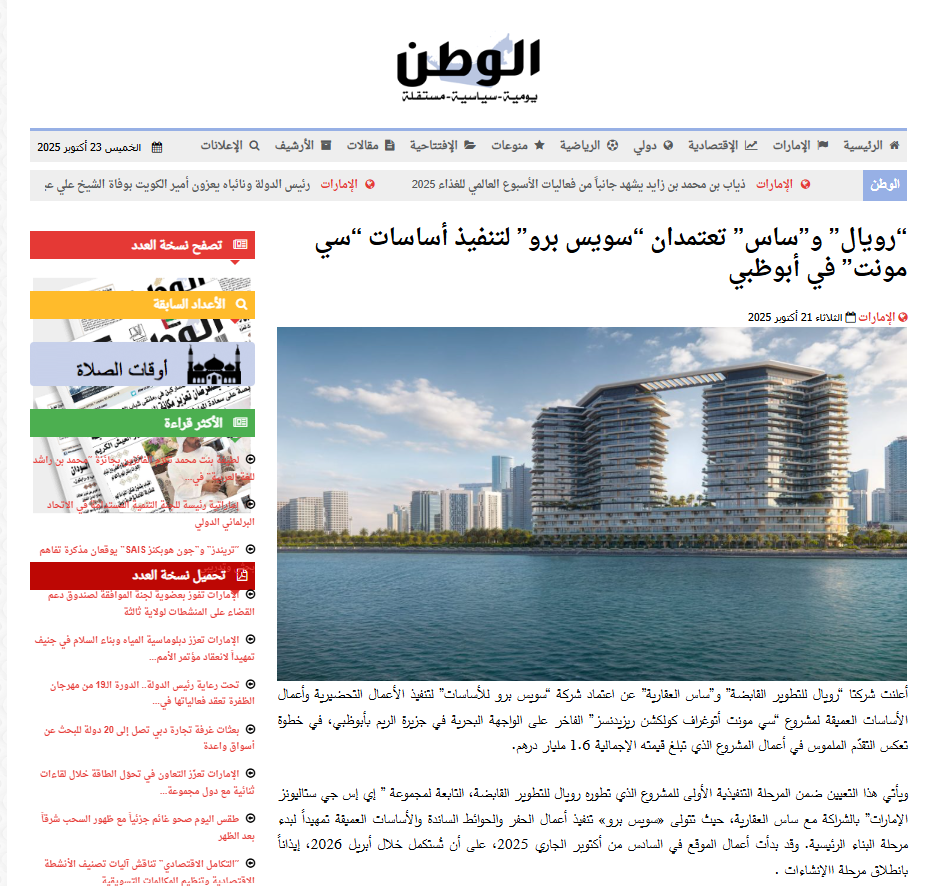 الوطن
يومية-سياسية-مستقلة
الرئيسية الإمارات الإقتصادية دولي الرياضية منوعات الإفتتاحية مقالات الأرشيف الإعلانات الخميس 23 أكتوبر 2025
الوطن الإمارات ذياب بن محمد بن زايد يشهد جانباً من فعاليات الأسبوع العالمي للغذاء 2025 الإمارات رئيس الدولة ونائباه يعزون أمير الكويت بوفاة الشيخ علي عبـ
“رويال” و”ساس” تعتمدان “سويس برو” لتنفيذ أساسات “سي
مونت” في أبوظبي
الإمارات الثلاثاء 21 أكتوبر 2025
أعلنت شركتا “رويال للتطوير القابضة” و”ساس العقارية” عن اعتماد شركة “سويس برو للأساسات” لتنفيذ الأعمال التحضيرية وأعمال
الأساسات العميقة لمشروع “سي مونت أتوغراف كولكشن ريزيدنسز” الفاخر على الواجهة البحرية في جزيرة الريم بأبوظبي، في خطوة
تعكس التقدّم الملموس في أعمال المشروع الذي تبلغ قيمته الإجمالية 1.6 مليار درهم.
ويأتي هذا التعيين ضمن المرحلة التنفيذية الأولى للمشروع الذي تطوره رويال للتطوير القابضة، التابعة لمجموعة ” إي إس جي ستاليونز
الإمارات” بالشراكة مع ساس العقارية، حيث تتولى «سويس برو» تنفيذ أعمال الحفر والحوائط الساندة والأساسات العميقة تمهيداً لبدء
مرحلة البناء الرئيسية. وقد بدأت أعمال الموقع في السادس من أكتوبر الجاري 2025، على أن تُستكمل خلال أبريل 2026، إيذاناً
بانطلاق مرحلة الإنشاءات .
تصفح نسخة العدد
الأعداد السابقة
أوقات الصلاة
الأكثر قراءة
لطيفة بنت محمد بجائزة “محمد بن راشد
في...
إماراتية رئيسة للجنة التنمية المستدامة في الاتحاد
البرلماني الدولي
“تريندز” و”جون هوبكنز SAIS” يوقعان مذكرة تفاهم
تحميل نسخة العدد
الإمارات تفوز بعضوية لجنة الموافقة لصندوق دعم
القضاء على المنشطات لولاية ثالثة
الإمارات تعزز دبلوماسية المياه وبناء السلام في جنيف
تمهيداً لانعقاد مؤتمر الأمم...
تحت رعاية رئيس الدولة.. الدورة الـ19 من مهرجان
الظفرة تعقد فعالياتها في...
بعثات غرفة تجارة دبي تصل إلى 20 دولة للبحث عن
أسواق واعدة
الإمارات تعزّز التعاون في تحوّل الطاقة خلال لقاءات
ثنائية مع دول مجموعة...
طقس اليوم صحو غائم جزئياً مع ظهور السحب شرقاً
بعد الظهر
“التكامل الاقتصادي” تناقش آليات تصنيف الأنشطة
الاقتصادية وتنظيم المكالمات التسويقية